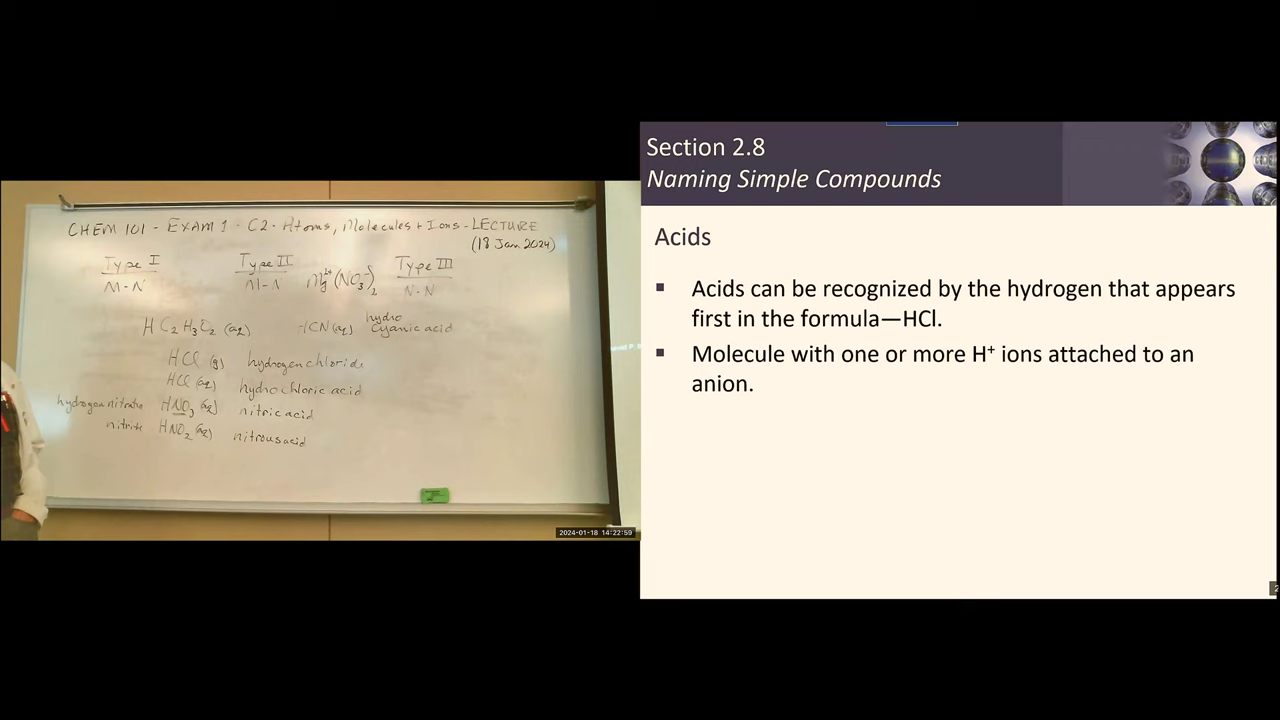 CHEM 101 - EXAM 1 - C2 - Atoms, Molecules + Ions - LECTURE
(18 Jan 2024)
Type I Type II Type III
M-N M-N Mg²⁺(NO₃⁻)₂ N-N
HC₂H₃O₂ (aq) HCN(aq) hydro
cyanic acid
HCl (g) hydrogen chloride
HCl (aq) hydrochloric acid
hydrogen nitrate HNO₃ (aq) nitric acid
nitrite HNO₂ (aq) nitrous acid
2024-01-18 14:22:59
Section 2.8
Naming Simple Compounds
Acids
▪ Acids can be recognized by the hydrogen that appears
first in the formula—HCl.
▪ Molecule with one or more H⁺ ions attached to an
anion.